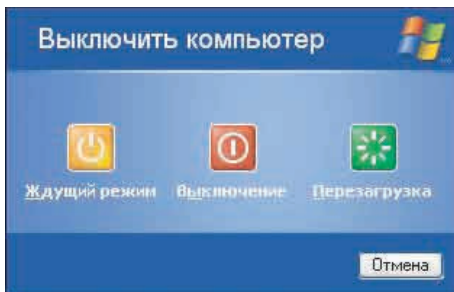 Выключить компьютер
Ждущий режим Выключение Перезагрузка
Отмена